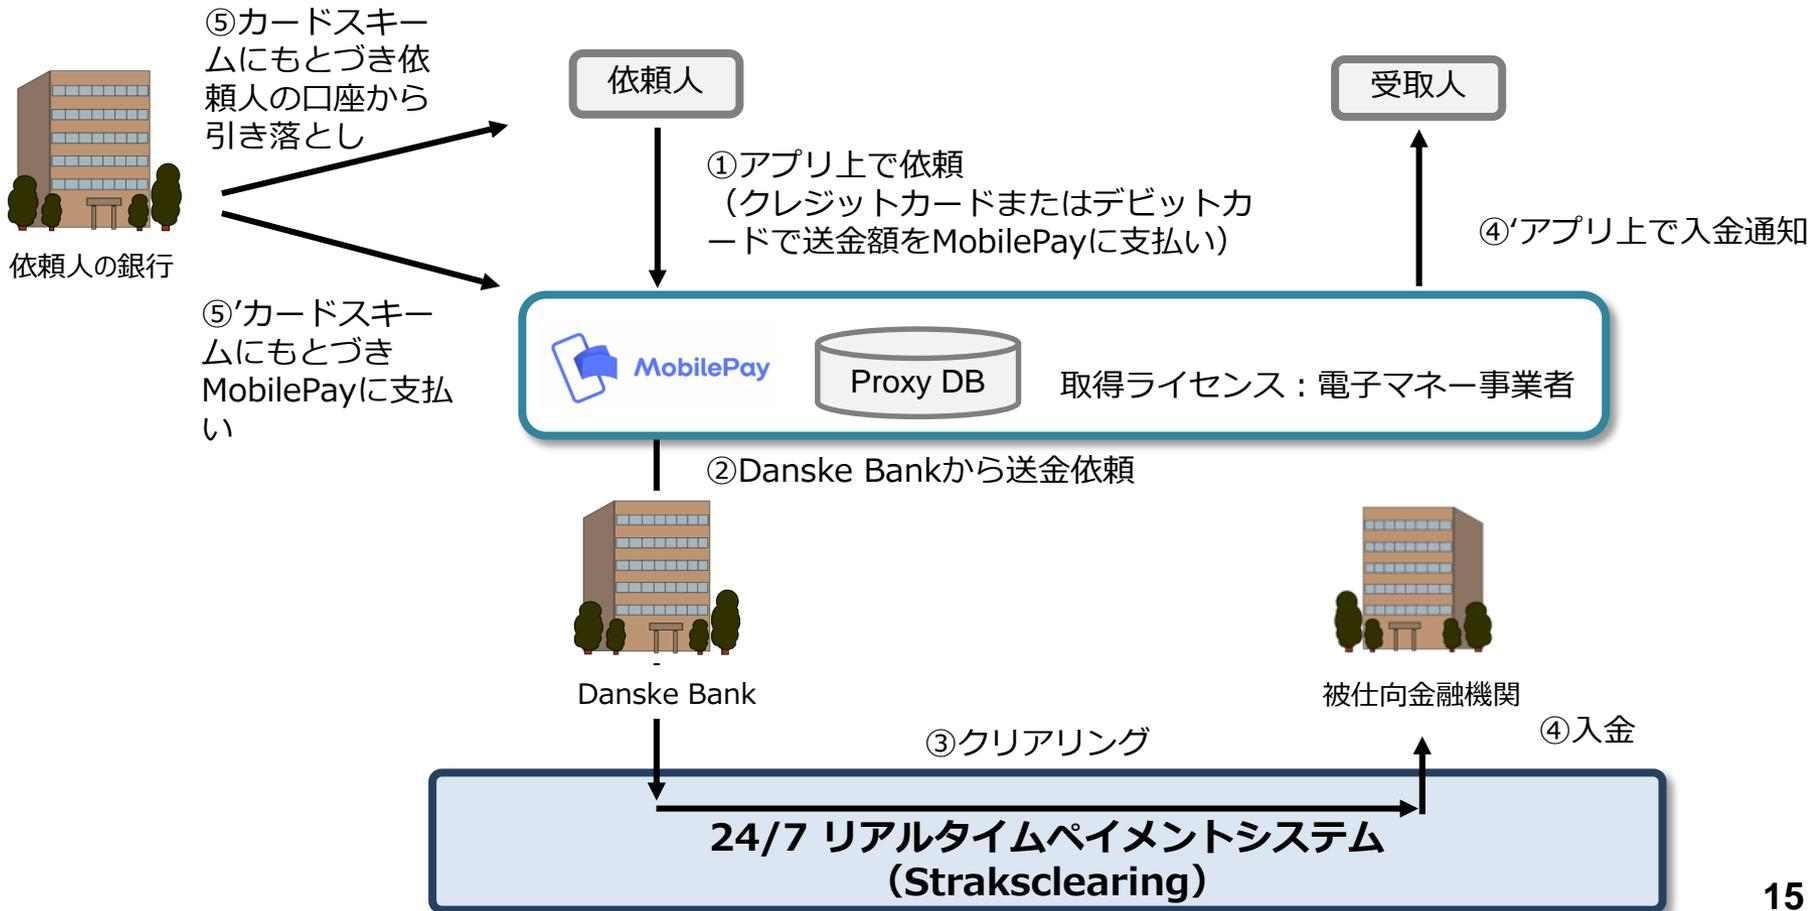 ⑤カードスキー
ムにもとづき依
頼人の口座から
引き落とし
依頼人
受取人
①アプリ上で依頼
（クレジットカードまたはデビットカ
ードで送金額をMobilePayに支払い）
④‘アプリ上で入金通知
依頼人の銀行
⑤’カードスキー
ムにもとづき
MobilePayに支払
い
MobilePay
Proxy DB
取得ライセンス：電子マネー事業者
②Danske Bankから送金依頼
Danske Bank
被仕向金融機関
③クリアリング
④入金
24/7 リアルタイムペイメントシステム
（Straksclearing）
15